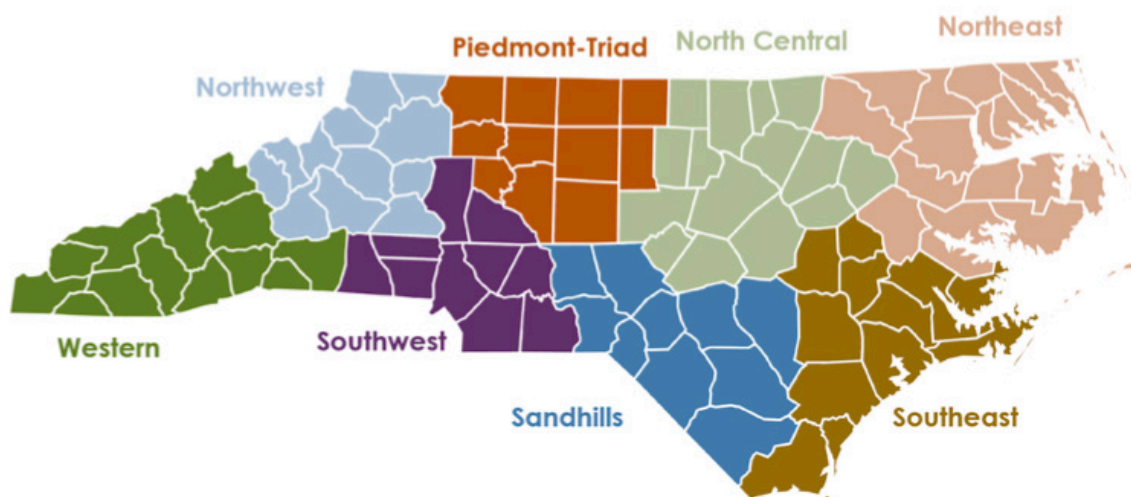 Northeast
North Central
Piedmont-Triad
Northwest
Western
Southwest
Sandhills
Southeast